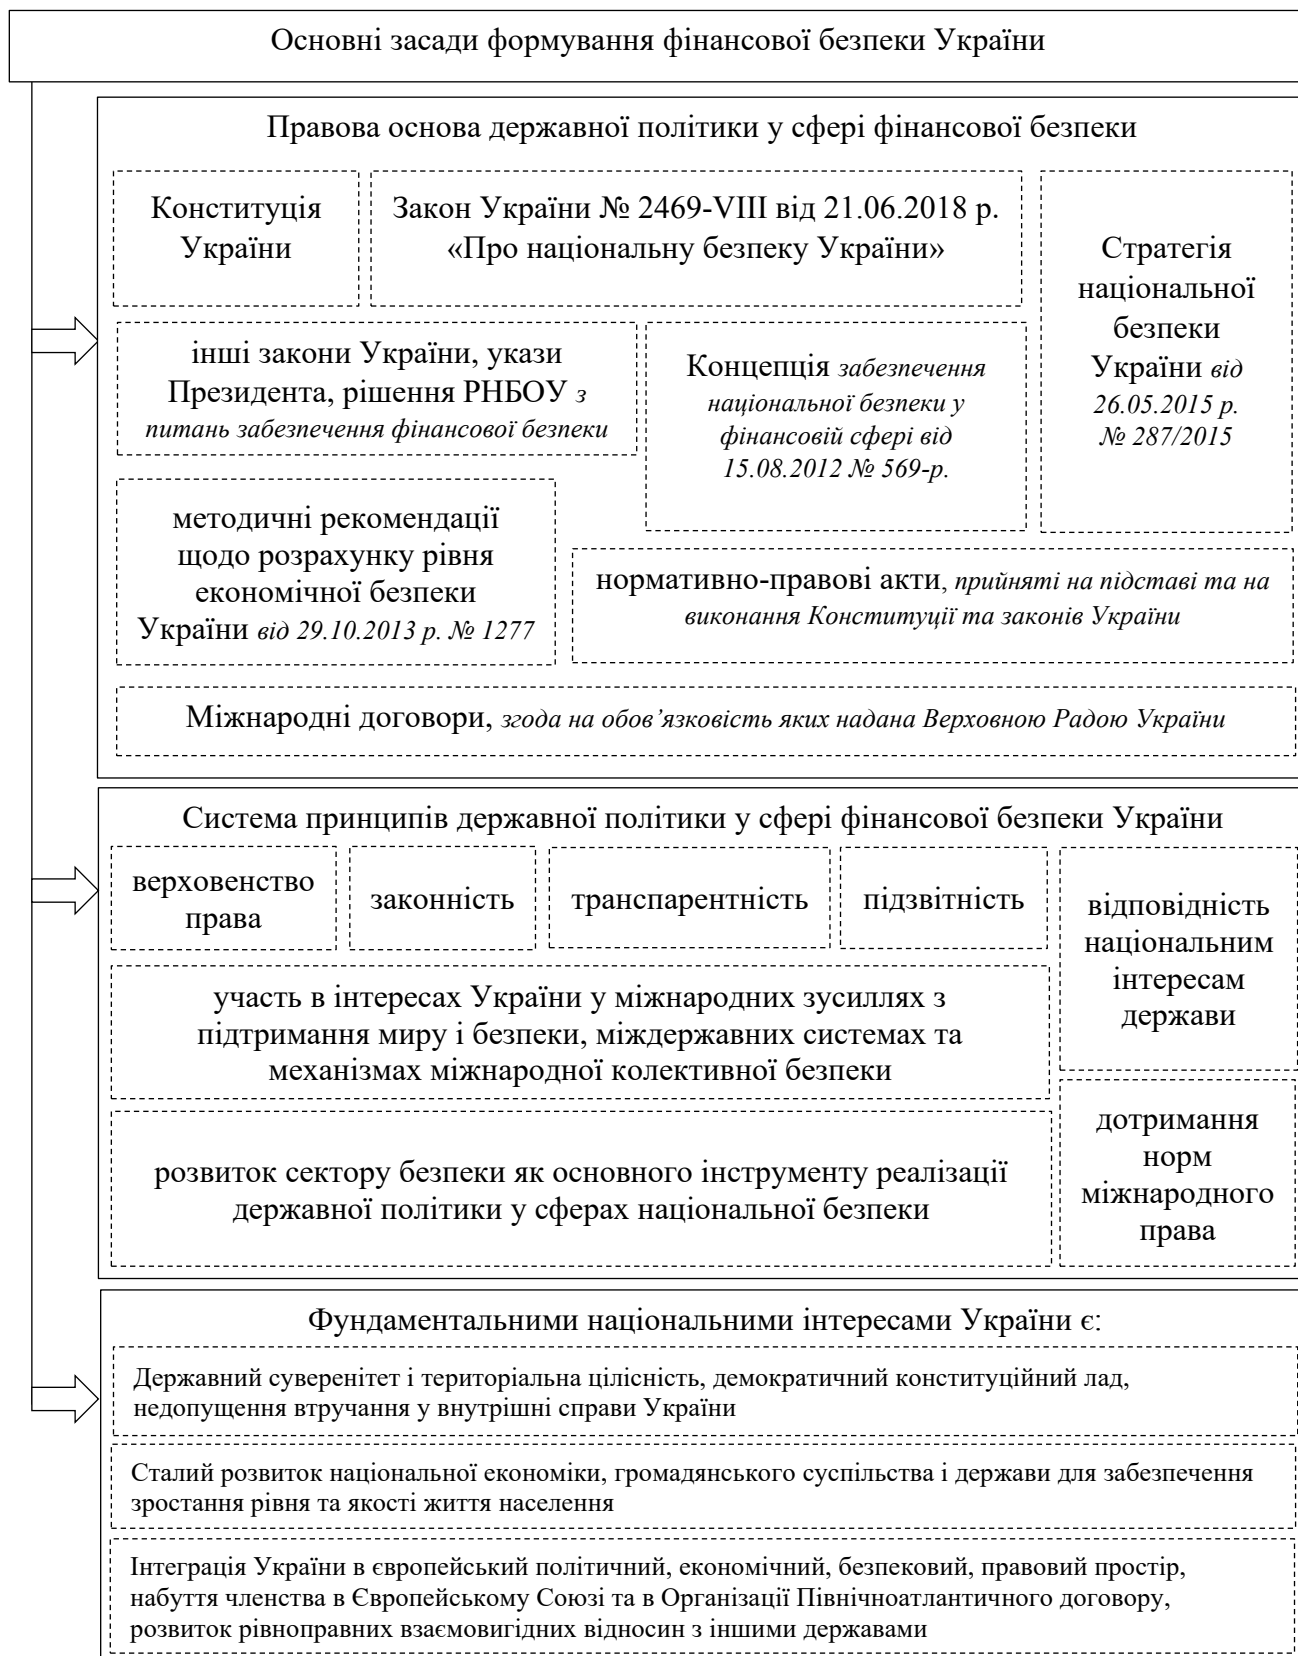 Основні засади формування фінансової безпеки України
Правова основа державної політики у сфері фінансової безпеки
Конституція
України
Закон України № 2469-VIII від 21.06.2018 р.
«Про національну безпеку України»
Стратегія
національної
безпеки
України від
26.05.2015 р.
№ 287/2015
інші закони України, укази
Президента, рішення РНБОУ з
питань забезпечення фінансової безпеки
Концепція забезпечення
національної безпеки у
фінансовій сфері від
15.08.2012 № 569-р.
методичні рекомендації
щодо розрахунку рівня
економічної безпеки
України від 29.10.2013 р. № 1277
нормативно-правові акти, прийняті на підставі та на
виконання Конституції та законів України
Міжнародні договори, згода на обов’язковість яких надана Верховною Радою України
Система принципів державної політики у сфері фінансової безпеки України
верховенство
права
законність
транспарентність
підзвітність
відповідність
національним
інтересам
держави
участь в інтересах України у міжнародних зусиллях з
підтримання миру і безпеки, міждержавних системах та
механізмах міжнародної колективної безпеки
дотримання
норм
міжнародного
права
розвиток сектору безпеки як основного інструменту реалізації
державної політики у сферах національної безпеки
Фундаментальними національними інтересами України є:
Державний суверенітет і територіальна цілісність, демократичний конституційний лад,
недопущення втручання у внутрішні справи України
Сталий розвиток національної економіки, громадянського суспільства і держави для забезпечення
зростання рівня та якості життя населення
Інтеграція України в європейський політичний, економічний, безпековий, правовий простір,
набуття членства в Європейському Союзі та в Організації Північноатлантичного договору,
розвиток рівноправних взаємовигідних відносин з іншими державами